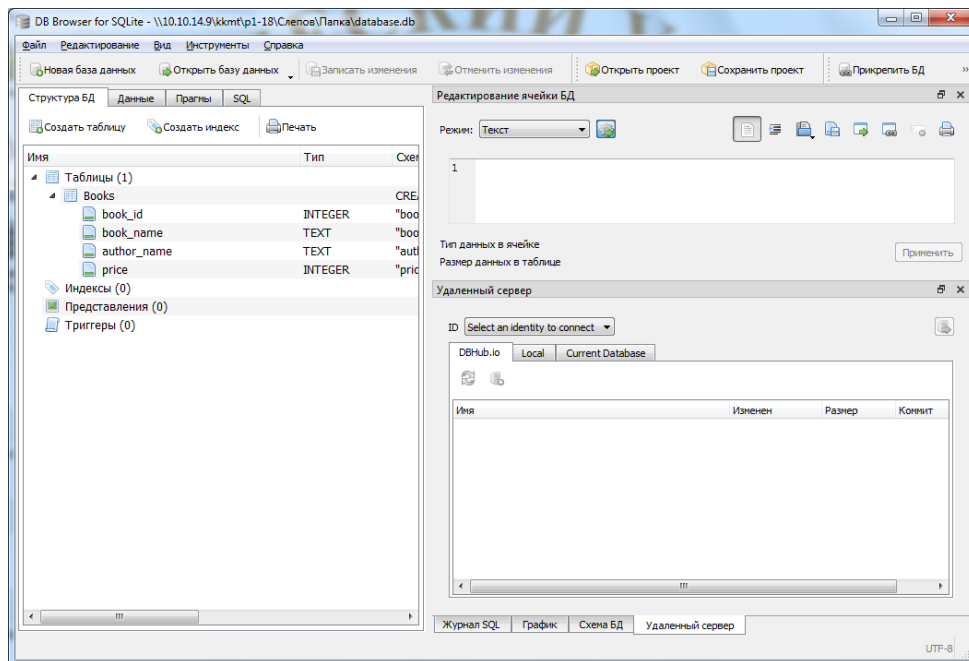 DB Browser for SQLite - \\10.10.14.9\kkmt\p1-18\Слепов\Папка\database.db
Файл Редактирование Вид Инструменты Справка
Новая база данных Открыть базу данных Записать изменения Отменить изменения Открыть проект Сохранить проект Прикрепить БД »
Структура БД Данные Прагмы SQL
Создать таблицу Создать индекс Печать
Имя Тип Схем
Таблицы (1)
Books CREA
book_id INTEGER "boo
book_name TEXT "boo
author_name TEXT "autl
price INTEGER "pric
Индексы (0)
Представления (0)
Триггеры (0)
Редактирование ячейки БД
Режим: Текст
1
Тип данных в ячейке
Размер данных в таблице
Применить
Удаленный сервер
ID Select an identity to connect
DBHub.io Local Current Database
Имя Изменен Размер Коммит
Журнал SQL График Схема БД Удаленный сервер
UTF-8